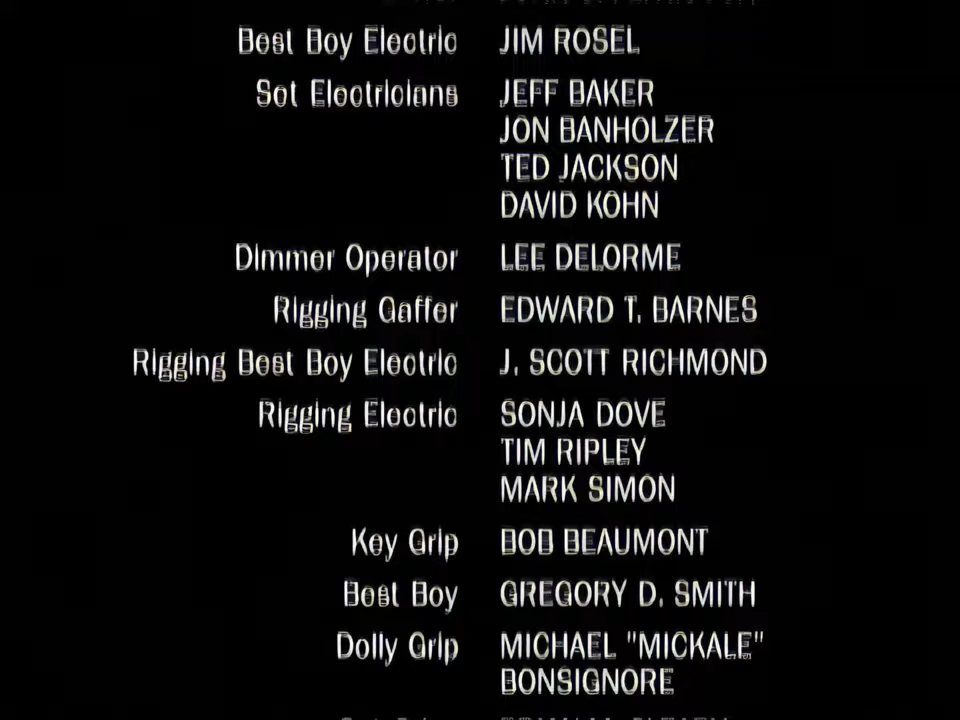 Best Boy Electric JIM ROSEL
Set Electricians JEFF BAKER
JON BANHOLZER
TED JACKSON
DAVID KOHN
Dimmer Operator LEE DELORME
Rigging Gaffer EDWARD T. BARNES
Rigging Best Boy Electric J. SCOTT RICHMOND
Rigging Electric SONJA DOVE
TIM RIPLEY
MARK SIMON
Key Grip BOB BEAUMONT
Best Boy GREGORY D. SMITH
Dolly Grip MICHAEL "MICKALE"
BONSIGNORE